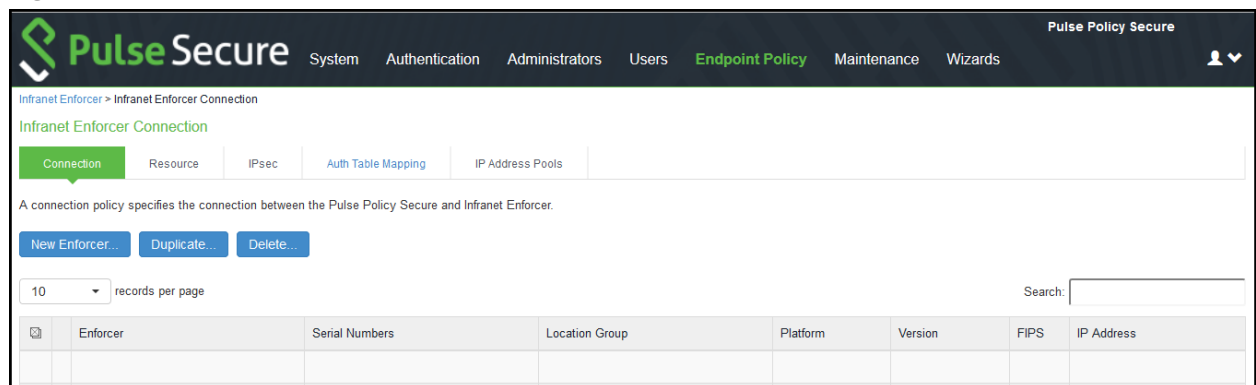 Pulse Policy Secure
Pulse Secure System Authentication Administrators Users Endpoint Policy Maintenance Wizards
Infranet Enforcer > Infranet Enforcer Connection
Infranet Enforcer Connection
Connection Resource IPsec Auth Table Mapping IP Address Pools
A connection policy specifies the connection between the Pulse Policy Secure and Infranet Enforcer.
New Enforcer... Duplicate... Delete...
10 records per page Search:
Enforcer Serial Numbers Location Group Platform Version FIPS IP Address